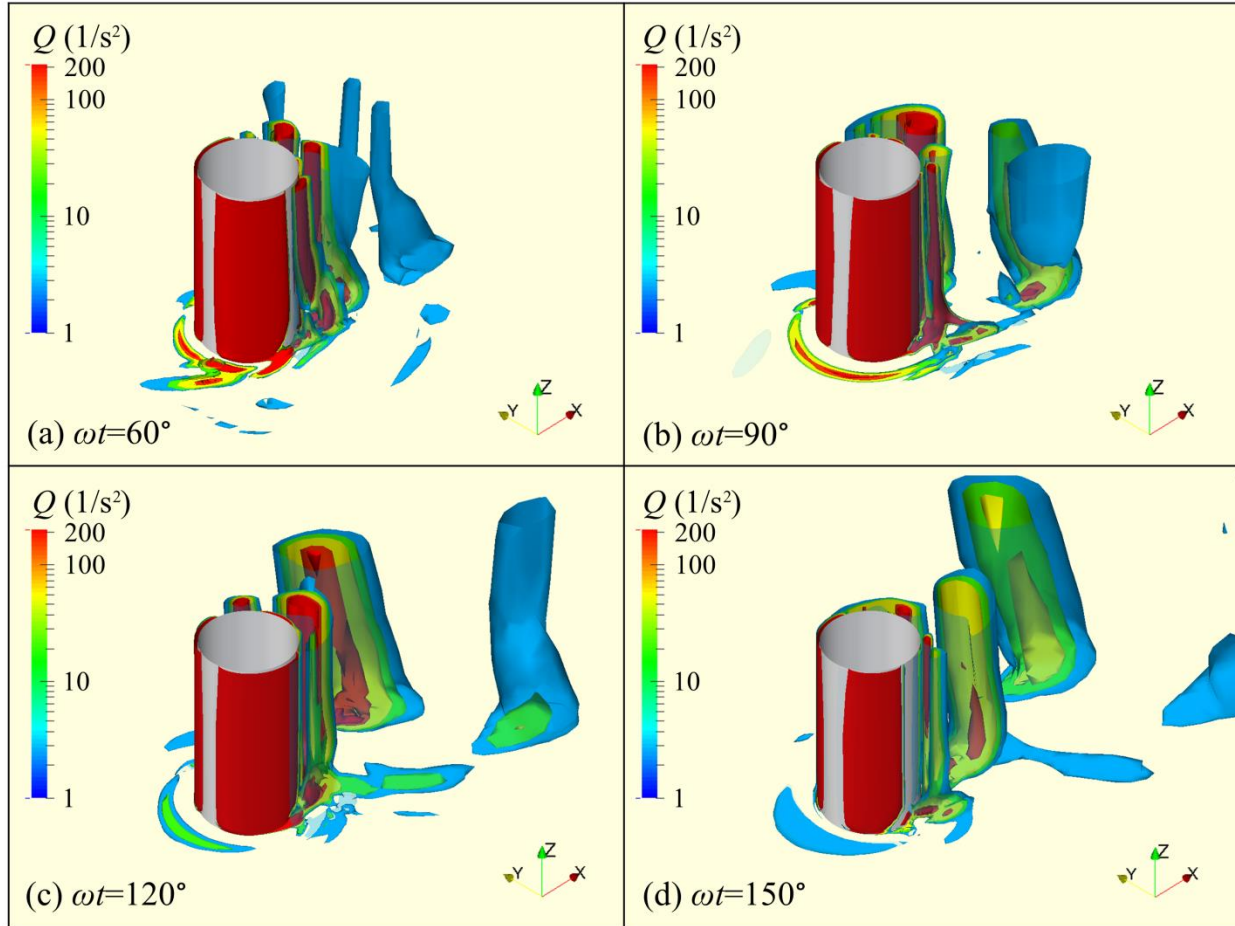 Q (1/s²)
200
100
10
1
Z
Y
X
(a) ωt=60°
Q (1/s²)
200
100
10
1
Z
Y
X
(b) ωt=90°
Q (1/s²)
200
100
10
1
Z
Y
X
(c) ωt=120°
Q (1/s²)
200
100
10
1
Z
Y
X
(d) ωt=150°